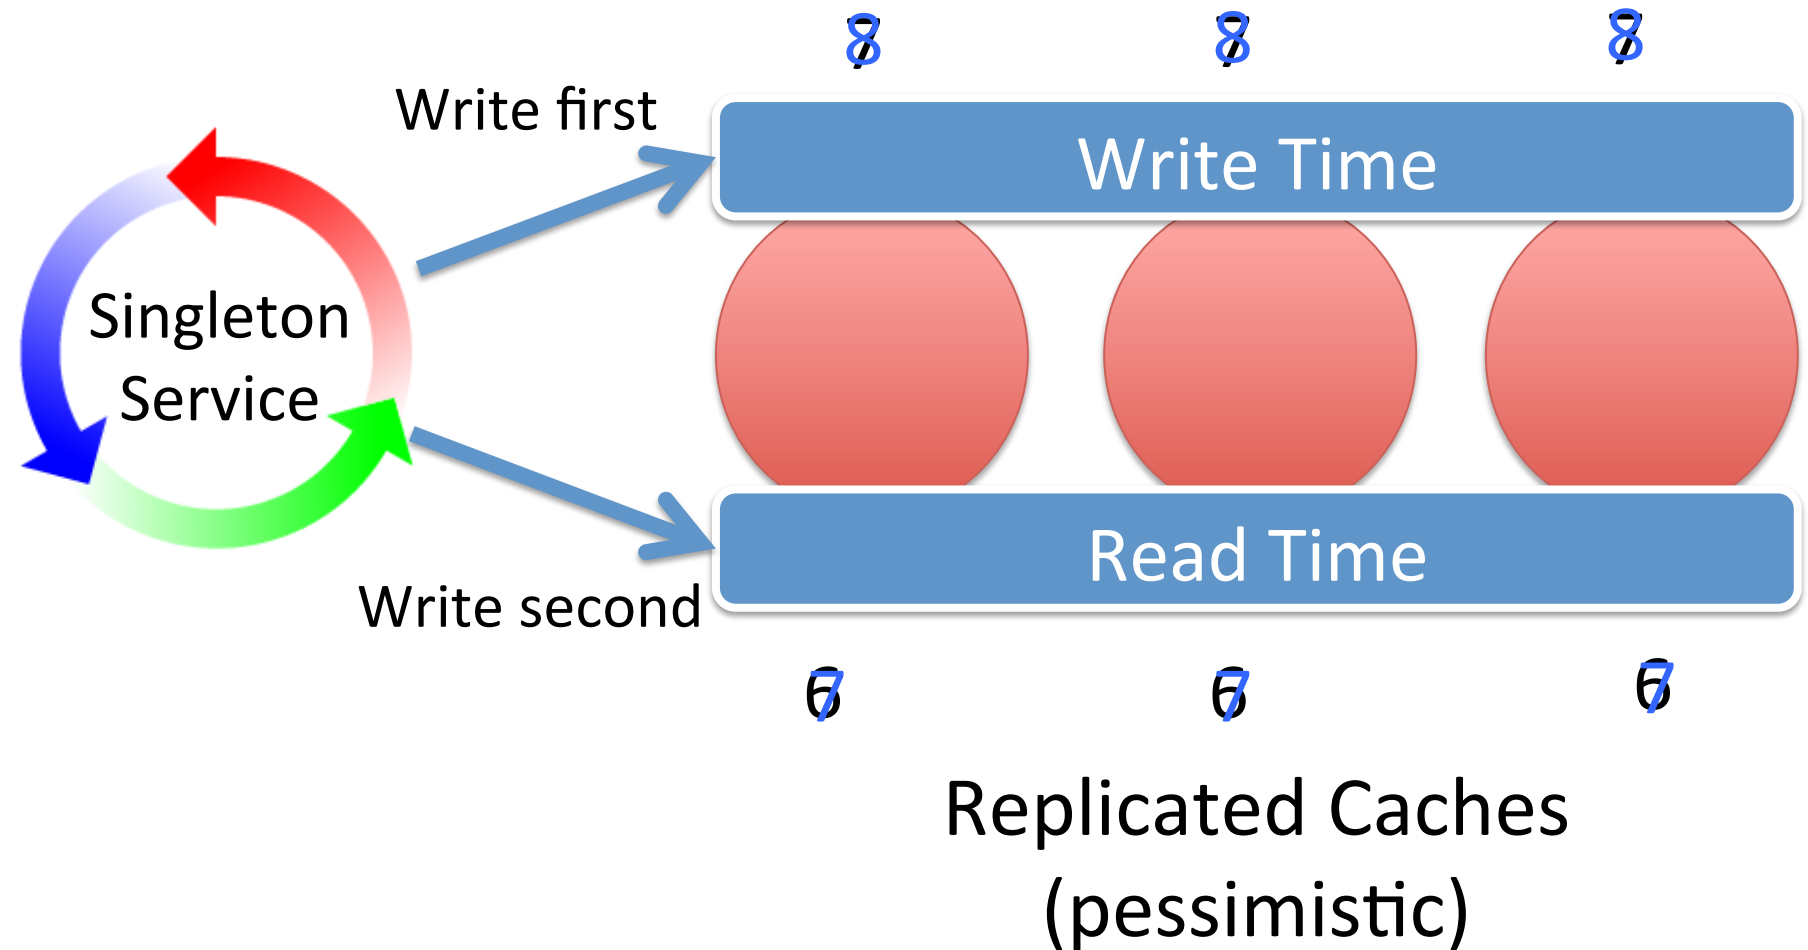 8 8 8
7 7 7
Write first
Write Time
Singleton
Service
Read Time
Write second
6 6 6
7 7 7
Replicated Caches
(pessimistic)